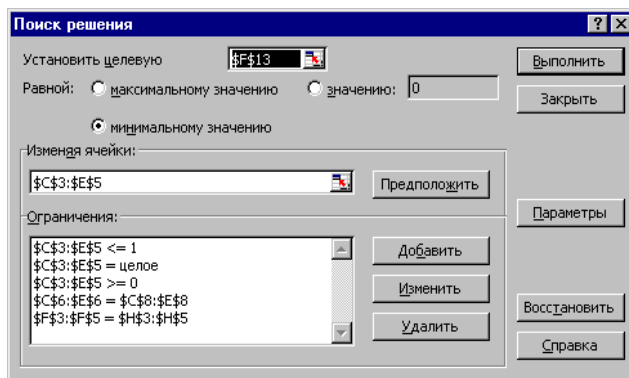 Поиск решения
Установить целевую $F$13 Выполнить
Равной: максимальному значению значению: 0 Закрыть
минимальному значению
Изменяя ячейки:
$C$3:$E$5 Предположить
Ограничения: Параметры
$C$3:$E$5 <= 1 Добавить
$C$3:$E$5 = целое
$C$3:$E$5 >= 0 Изменить
$C$6:$E$6 = $C$8:$E$8 Восстановить
$F$3:$F$5 = $H$3:$H$5 Удалить
Справка